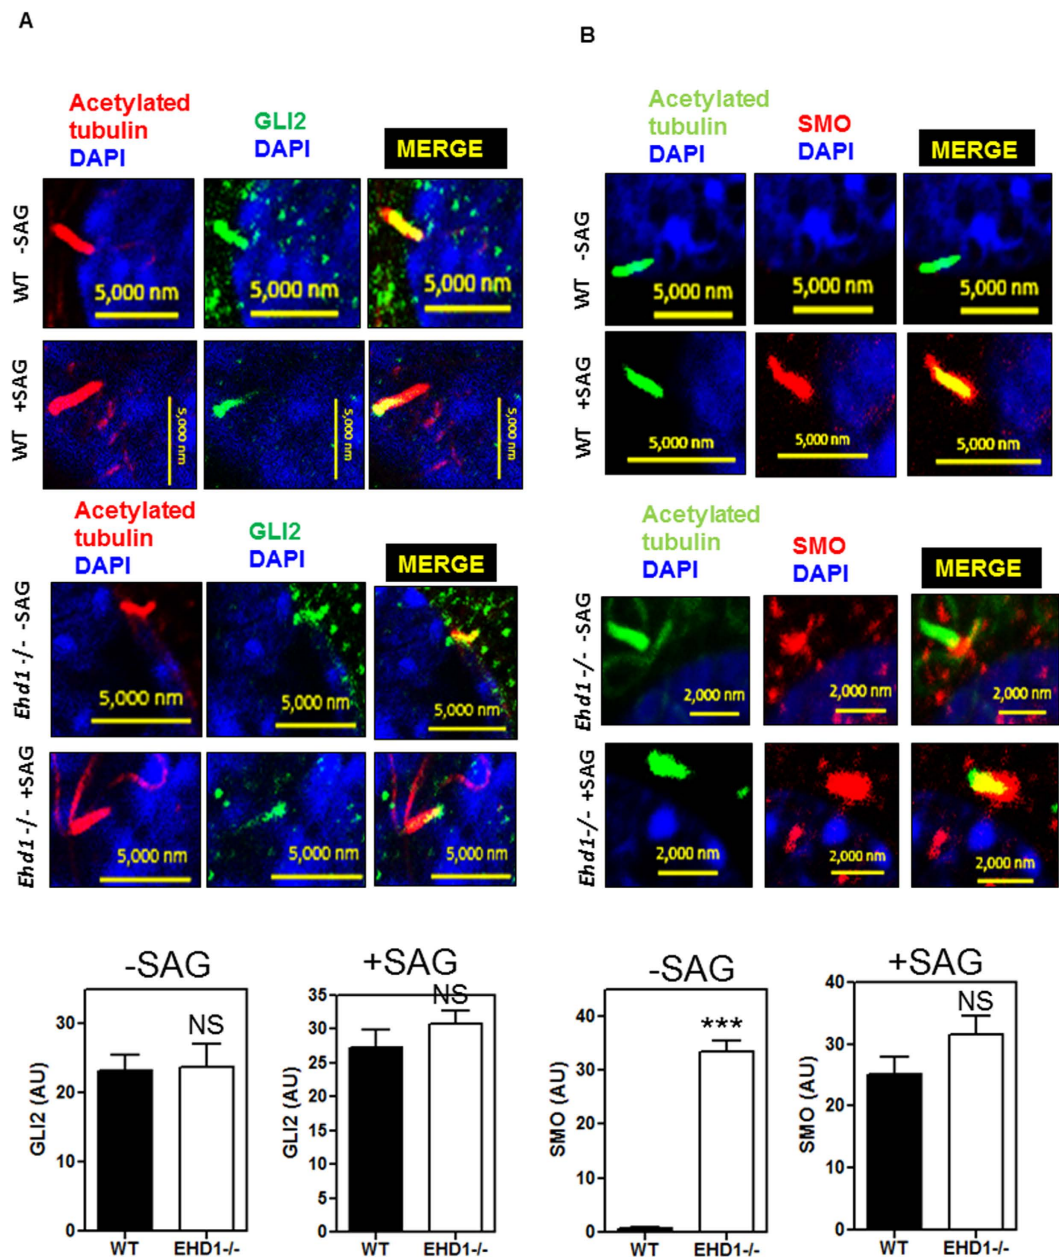 A
Acetylated
tubulin
DAPI
GLI2
DAPI
MERGE
WT -SAG
5,000 nm
5,000 nm
5,000 nm
WT +SAG
5,000 nm
5,000 nm
5,000 nm
Acetylated
tubulin
DAPI
GLI2
DAPI
MERGE
Ehd1 -/- -SAG
5,000 nm
5,000 nm
5,000 nm
Ehd1 -/- +SAG
5,000 nm
5,000 nm
5,000 nm
-SAG
NS
GLI2 (AU)
30
20
10
0
WT EHD1-/-
+SAG
NS
GLI2 (AU)
35
30
25
20
15
10
5
0
WT EHD1-/-
B
Acetylated
tubulin
DAPI
SMO
DAPI
MERGE
WT -SAG
5,000 nm
5,000 nm
5,000 nm
WT +SAG
5,000 nm
5,000 nm
5,000 nm
Acetylated
tubulin
DAPI
SMO
DAPI
MERGE
Ehd1 -/- -SAG
2,000 nm
2,000 nm
2,000 nm
Ehd1-/- +SAG
2,000 nm
2,000 nm
2,000 nm
-SAG
***
SMO (AU)
40
30
20
10
0
WT EHD1-/-
+SAG
NS
SMO (AU)
40
30
20
10
0
WT EHD1-/-